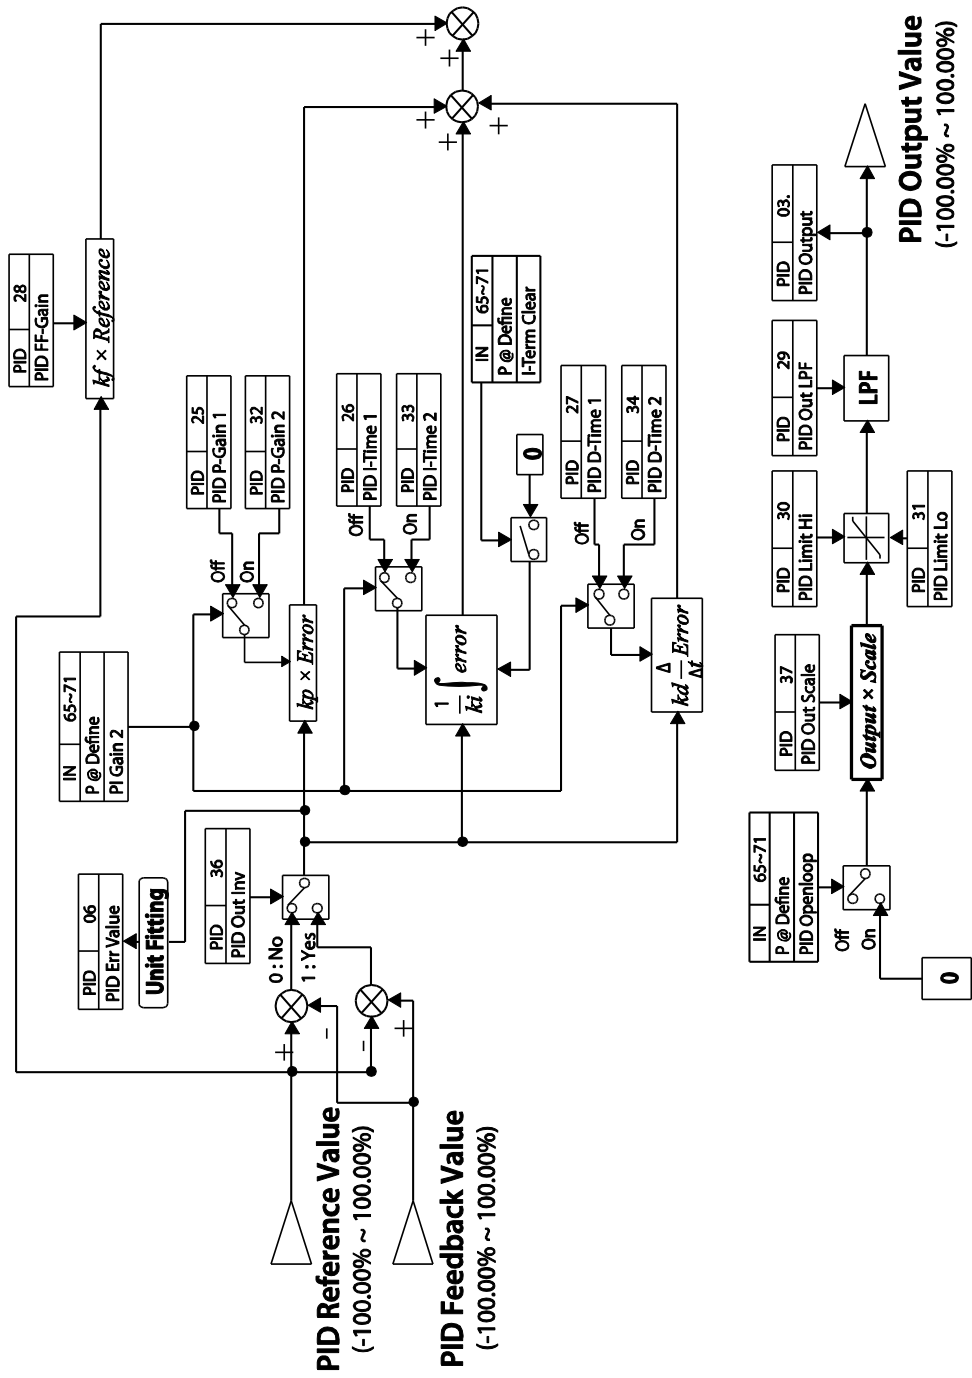 PID Reference Value
(-100.00% ~ 100.00%)
PID Feedback Value
(-100.00% ~ 100.00%)
+
-
-
+
0 : No
1 : Yes
PID 06
PID Err Value
Unit Fitting
PID 36
PID Out Inv
IN 65~71
P @ Define
PI Gain 2
PID 28
PID FF-Gain
kf × Reference
PID 25
PID P-Gain 1
PID 32
PID P-Gain 2
Off
On
kp × Error
PID 26
PID I-Time 1
PID 33
PID I-Time 2
Off
On
1
ki
∫ error
IN 65~71
P @ Define
I-Term Clear
0
PID 27
PID D-Time 1
PID 34
PID D-Time 2
Off
On
kd Δ Error
Δt
+
+
+
+
+
IN 65~71
P @ Define
PID Openloop
Off
On
0
PID 37
PID Out Scale
Output × Scale
PID 30
PID Limit Hi
PID 31
PID Limit Lo
PID 29
PID Out LPF
LPF
PID 03.
PID Output
PID Output Value
(-100.00% ~ 100.00%)